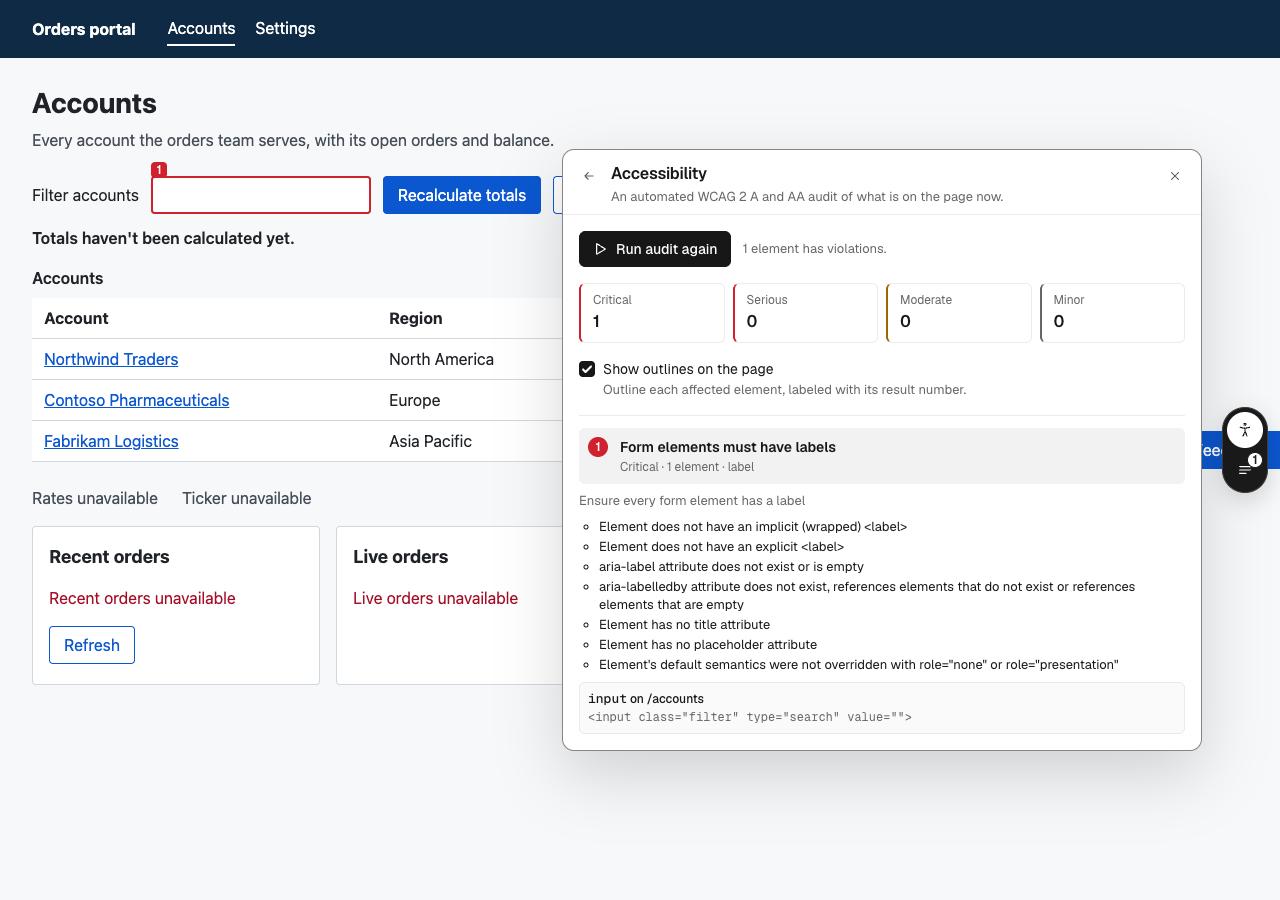 Orders portal
Accounts
Settings
Accounts
Every account the orders team serves, with its open orders and balance.
Filter accounts
1
Recalculate totals
Totals haven't been calculated yet.
Accounts
Account
Region
Northwind Traders
North America
Contoso Pharmaceuticals
Europe
Fabrikam Logistics
Asia Pacific
Rates unavailable
Ticker unavailable
Recent orders
Recent orders unavailable
Refresh
Live orders
Live orders unavailable
Accessibility
An automated WCAG 2 A and AA audit of what is on the page now.
Run audit again
1 element has violations.
Critical
1
Serious
0
Moderate
0
Minor
0
Show outlines on the page
Outline each affected element, labeled with its result number.
1
Form elements must have labels
Critical · 1 element · label
Ensure every form element has a label
Element does not have an implicit (wrapped) <label>
Element does not have an explicit <label>
aria-label attribute does not exist or is empty
aria-labelledby attribute does not exist, references elements that do not exist or references
elements that are empty
Element has no title attribute
Element has no placeholder attribute
Element's default semantics were not overridden with role="none" or role="presentation"
input on /accounts
<input class="filter" type="search" value="">
1